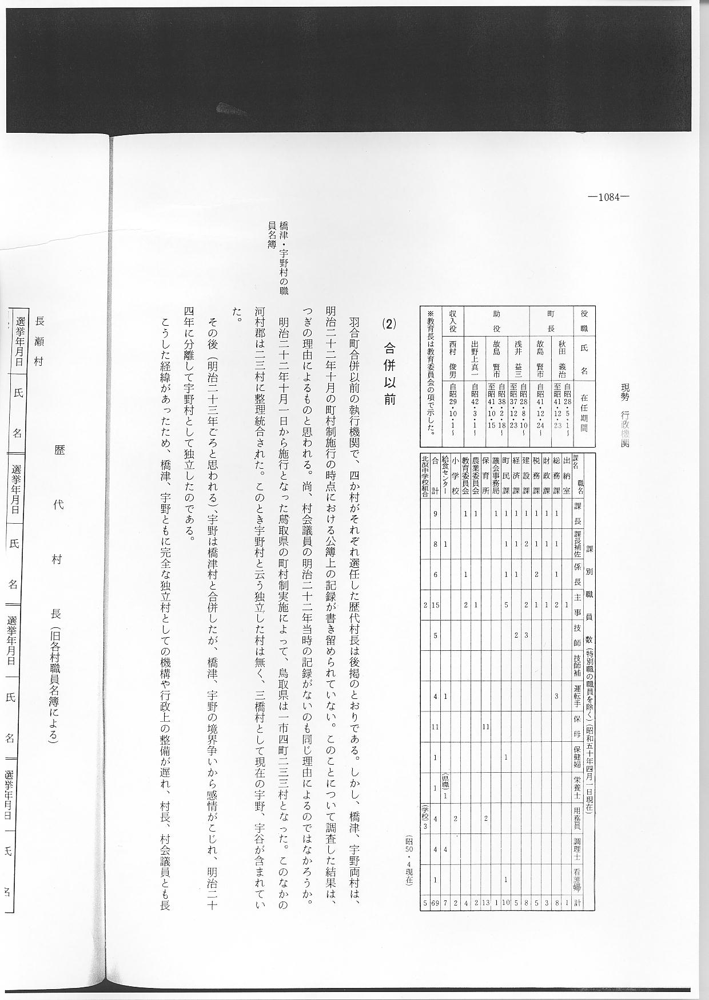 ―1084―
現勢 行政機関
役職 氏名 在任期間
町長 秋田 義治 自昭28・5・1〜 至昭41・12・23
故島 賢市 自昭41・12・24〜
助役 浅井 益三 自昭28・8・10〜 至昭37・12・23
故島 賢市 自昭38・2・18〜 至昭41・10・15
出野上真一 自昭42・3・1〜
収入役 西村 俊男 自昭29・10・1〜
※教育長は教育委員会の項で示した。
課別職員数(特別職の職員を除く)(昭和五十年四月一日現在)
課名 職名 課長 課長補佐 係長 主事 技師 技師補 運転手 保母 保健婦 栄養士 用務員 調理士 看護婦 計
出納室 1 1
総務課 1 1 1 2 3 8
財政課 1 1 1 3
税務課 1 1 2 1 5
建設課 1 2 2 3 8
経済課 1 1 1 2 5
町民課 1 1 1 5 1 1 10
議会事務局 1 1
保育所 11 2 13
農業委員会 1 1 2
教育委員会 1 1 2 4
小学校 2 2
給食センター 1 1 (県職)1 4 7
合計 9 8 6 15 5 4 11 1 1 4 4 1 69
北溟中学校組合 2 (学校)3 5
(昭50・4現在)
(2) 合併以前
橋津・宇野村の職
員名簿
羽合町合併以前の執行機関で、四か村がそれぞれ選任した歴代村長は後掲のとおりである。しかし、橋津、宇野両村は、
明治二十二年十月の町村制施行の時点における公簿上の記録が書き留められていない。このことについて調査した結果は、
つぎの理由によるものと思われる。尚、村会議員の明治二十二年当時の記録がないのも同じ理由によるのではなかろうか。
明治二十二年十月一日から施行となった鳥取県の町村制実施によって、鳥取県は一市四町二三三村となった。このなかの
河村郡は二三村に整理統合された。このとき宇野村と云う独立した村は無く、三橋村として現在の宇野、宇谷が含まれてい
た。
その後(明治二十三年ごろと思われる)、宇野は橋津村と合併したが、橋津、宇野の境界争いから感情がこじれ、明治二十
四年に分離して宇野村として独立したのである。
こうした経緯があったため、橋津、宇野ともに完全な独立村としての機構や行政上の整備が遅れ、村長、村会議員とも長
歴代村長(旧各村職員名簿による)
長瀬村
選挙年月日 氏名 選挙年月日 氏名 選挙年月日 氏名 選挙年月日 氏名